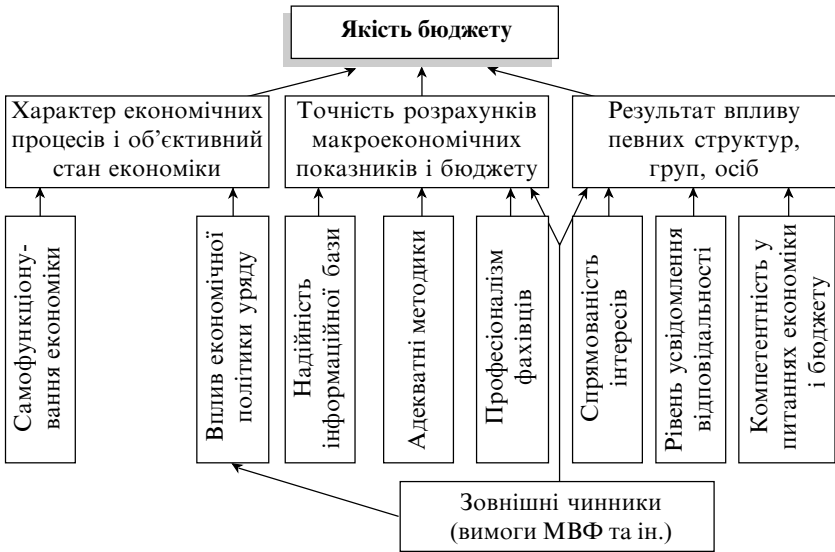 Якість бюджету
Характер економічних
процесів і об’єктивний
стан економіки
Точність розрахунків
макроекономічних
показників і бюджету
Результат впливу
певних структур,
груп, осіб
Самофункціону-
вання економіки
Вплив економічної
політики уряду
Надійність
інформаційної бази
Адекватні методики
Професіоналізм
фахівців
Спрямованість
інтересів
Рівень усвідомлення
відповідальності
Компетентність у
питаннях економіки
і бюджету
Зовнішні чинники
(вимоги МВФ та ін.)